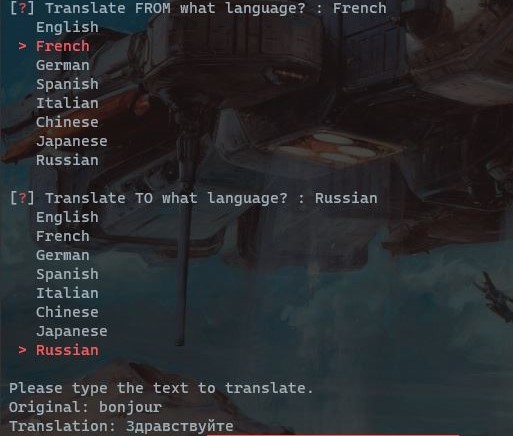 [?] Translate FROM what language? : French
English
> French
German
Spanish
Italian
Chinese
Japanese
Russian
[?] Translate TO what language? : Russian
English
French
German
Spanish
Italian
Chinese
Japanese
> Russian
Please type the text to translate.
Original: bonjour
Translation: Здравствуйте